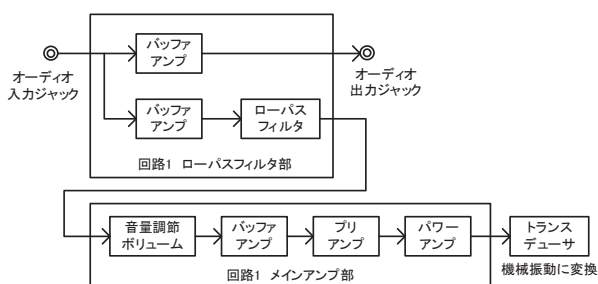 バッファ
アンプ
オーディオ
入力ジャック
オーディオ
出力ジャック
バッファ
アンプ
ローパス
フィルタ
回路1 ローパスフィルタ部
音量調節
ボリューム
バッファ
アンプ
プリ
アンプ
パワー
アンプ
トランス
デューサ
回路1 メインアンプ部
機械振動に変換